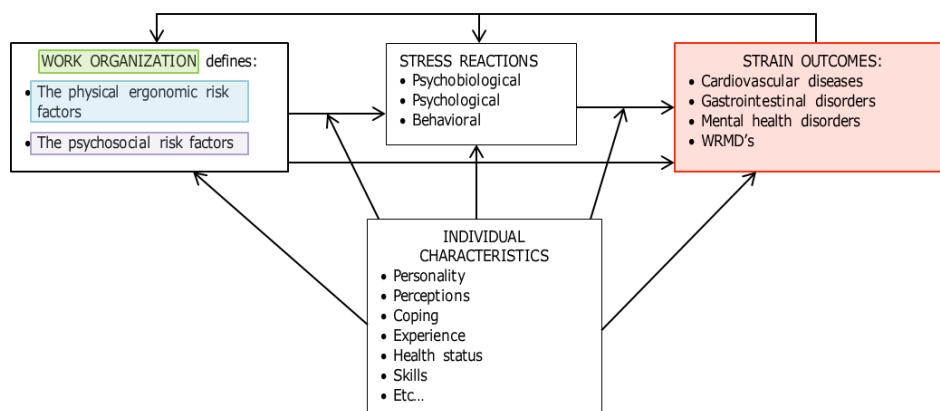 WORK ORGANIZATION defines:
• The physical ergonomic risk
factors
• The psychosocial risk factors
STRESS REACTIONS
• Psychobiological
• Psychological
• Behavioral
STRAIN OUTCOMES:
• Cardiovascular diseases
• Gastrointestinal disorders
• Mental health disorders
• WRMD's
INDIVIDUAL
CHARACTERISTICS
• Personality
• Perceptions
• Coping
• Experience
• Health status
• Skills
• Etc…